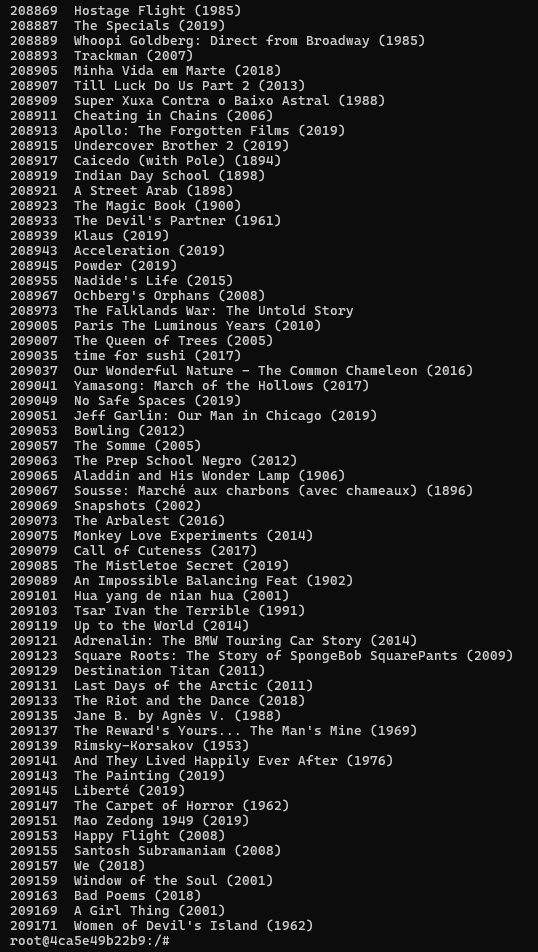 208869  Hostage Flight (1985)
208887  The Specials (2019)
208889  Whoopi Goldberg: Direct from Broadway (1985)
208893  Trackman (2007)
208905  Minha Vida em Marte (2018)
208907  Till Luck Do Us Part 2 (2013)
208909  Super Xuxa Contra o Baixo Astral (1988)
208911  Cheating in Chains (2006)
208913  Apollo: The Forgotten Films (2019)
208915  Undercover Brother 2 (2019)
208917  Caicedo (with Pole) (1894)
208919  Indian Day School (1898)
208921  A Street Arab (1898)
208923  The Magic Book (1900)
208933  The Devil's Partner (1961)
208939  Klaus (2019)
208943  Acceleration (2019)
208945  Powder (2019)
208955  Nadide's Life (2015)
208967  Ochberg's Orphans (2008)
208973  The Falklands War: The Untold Story
209005  Paris The Luminous Years (2010)
209007  The Queen of Trees (2005)
209035  time for sushi (2017)
209037  Our Wonderful Nature - The Common Chameleon (2016)
209041  Yamasong: March of the Hollows (2017)
209049  No Safe Spaces (2019)
209051  Jeff Garlin: Our Man in Chicago (2019)
209053  Bowling (2012)
209057  The Somme (2005)
209063  The Prep School Negro (2012)
209065  Aladdin and His Wonder Lamp (1906)
209067  Sousse: Marché aux charbons (avec chameaux) (1896)
209069  Snapshots (2002)
209073  The Arbalest (2016)
209075  Monkey Love Experiments (2014)
209079  Call of Cuteness (2017)
209085  The Mistletoe Secret (2019)
209089  An Impossible Balancing Feat (1902)
209101  Hua yang de nian hua (2001)
209103  Tsar Ivan the Terrible (1991)
209119  Up to the World (2014)
209121  Adrenalin: The BMW Touring Car Story (2014)
209123  Square Roots: The Story of SpongeBob SquarePants (2009)
209129  Destination Titan (2011)
209131  Last Days of the Arctic (2011)
209133  The Riot and the Dance (2018)
209135  Jane B. by Agnès V. (1988)
209137  The Reward's Yours... The Man's Mine (1969)
209139  Rimsky-Korsakov (1953)
209141  And They Lived Happily Ever After (1976)
209143  The Painting (2019)
209145  Liberté (2019)
209147  The Carpet of Horror (1962)
209151  Mao Zedong 1949 (2019)
209153  Happy Flight (2008)
209155  Santosh Subramaniam (2008)
209157  We (2018)
209159  Window of the Soul (2001)
209163  Bad Poems (2018)
209169  A Girl Thing (2001)
209171  Women of Devil's Island (1962)
root@4ca5e49b22b9:/#